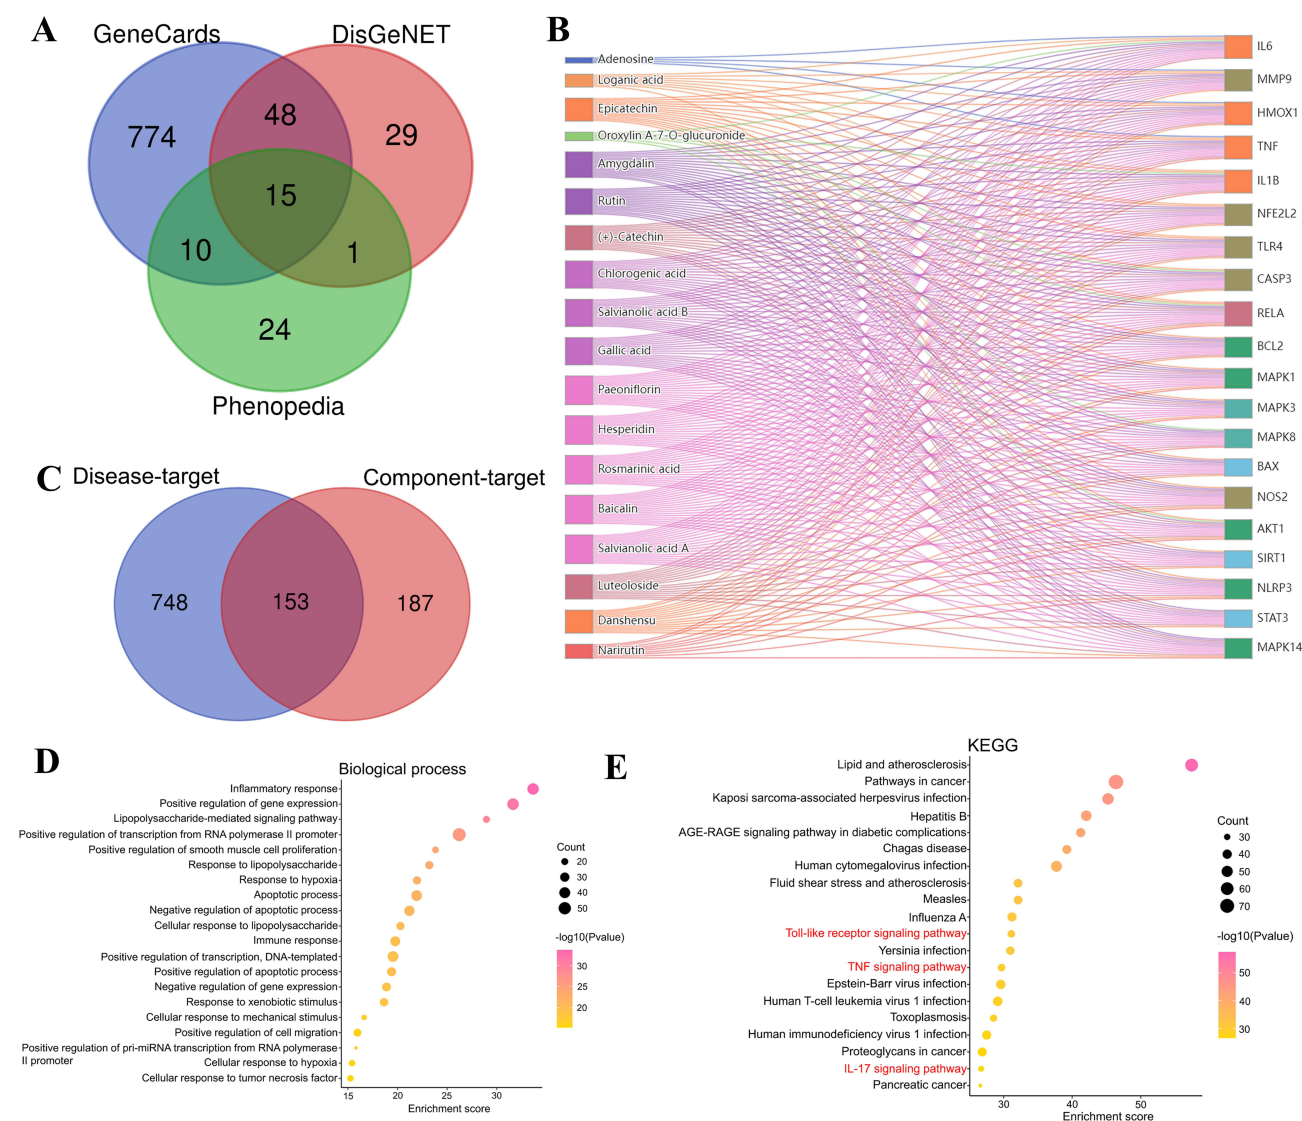 A
GeneCards
DisGeNET
774
48
29
15
10
1
24
Phenopedia
B
Adenosine
Loganic acid
Epicatechin
Oroxylin A-7-O-glucuronide
Amygdalin
Rutin
(+)-Catechin
Chlorogenic acid
Salvianolic acid B
Gallic acid
Paeoniflorin
Hesperidin
Rosmarinic acid
Baicalin
Salvianolic acid A
Luteoloside
Danshensu
Narirutin
IL6
MMP9
HMOX1
TNF
IL1B
NFE2L2
TLR4
CASP3
RELA
BCL2
MAPK1
MAPK3
MAPK8
BAX
NOS2
AKT1
SIRT1
NLRP3
STAT3
MAPK14
C
Disease-target
Component-target
748
153
187
D
Biological process
Inflammatory response
Positive regulation of gene expression
Lipopolysaccharide-mediated signaling pathway
Positive regulation of transcription from RNA polymerase II promoter
Positive regulation of smooth muscle cell proliferation
Response to lipopolysaccharide
Response to hypoxia
Apoptotic process
Negative regulation of apoptotic process
Cellular response to lipopolysaccharide
Immune response
Positive regulation of transcription, DNA-templated
Positive regulation of apoptotic process
Negative regulation of gene expression
Response to xenobiotic stimulus
Cellular response to mechanical stimulus
Positive regulation of cell migration
Positive regulation of pri-miRNA transcription from RNA polymerase
II promoter
Cellular response to hypoxia
Cellular response to tumor necrosis factor
15 20 25 30
Enrichment score
Count
20
30
40
50
-log10(Pvalue)
30
25
20
E
KEGG
Lipid and atherosclerosis
Pathways in cancer
Kaposi sarcoma-associated herpesvirus infection
Hepatitis B
AGE-RAGE signaling pathway in diabetic complications
Chagas disease
Human cytomegalovirus infection
Fluid shear stress and atherosclerosis
Measles
Influenza A
Toll-like receptor signaling pathway
Yersinia infection
TNF signaling pathway
Epstein-Barr virus infection
Human T-cell leukemia virus 1 infection
Toxoplasmosis
Human immunodeficiency virus 1 infection
Proteoglycans in cancer
IL-17 signaling pathway
Pancreatic cancer
30 40 50
Enrichment score
Count
30
40
50
60
70
-log10(Pvalue)
50
40
30